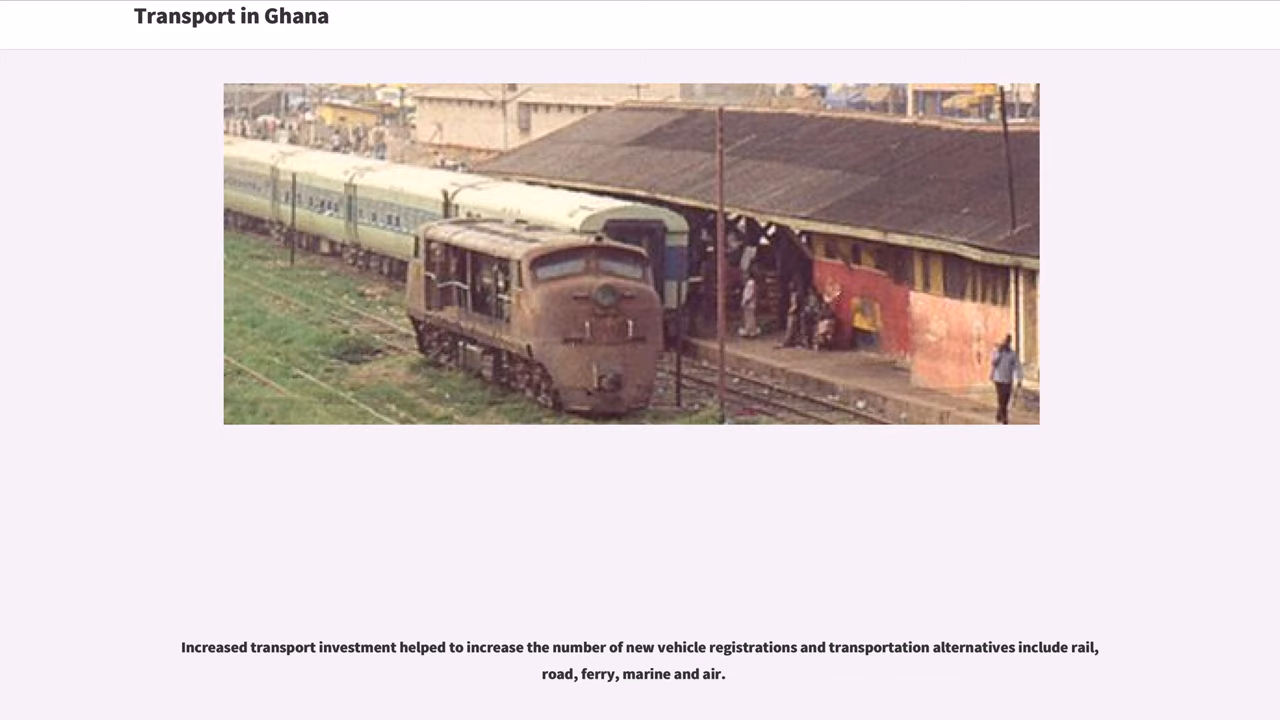 Transport in Ghana
Increased transport investment helped to increase the number of new vehicle registrations and transportation alternatives include rail,
road, ferry, marine and air.